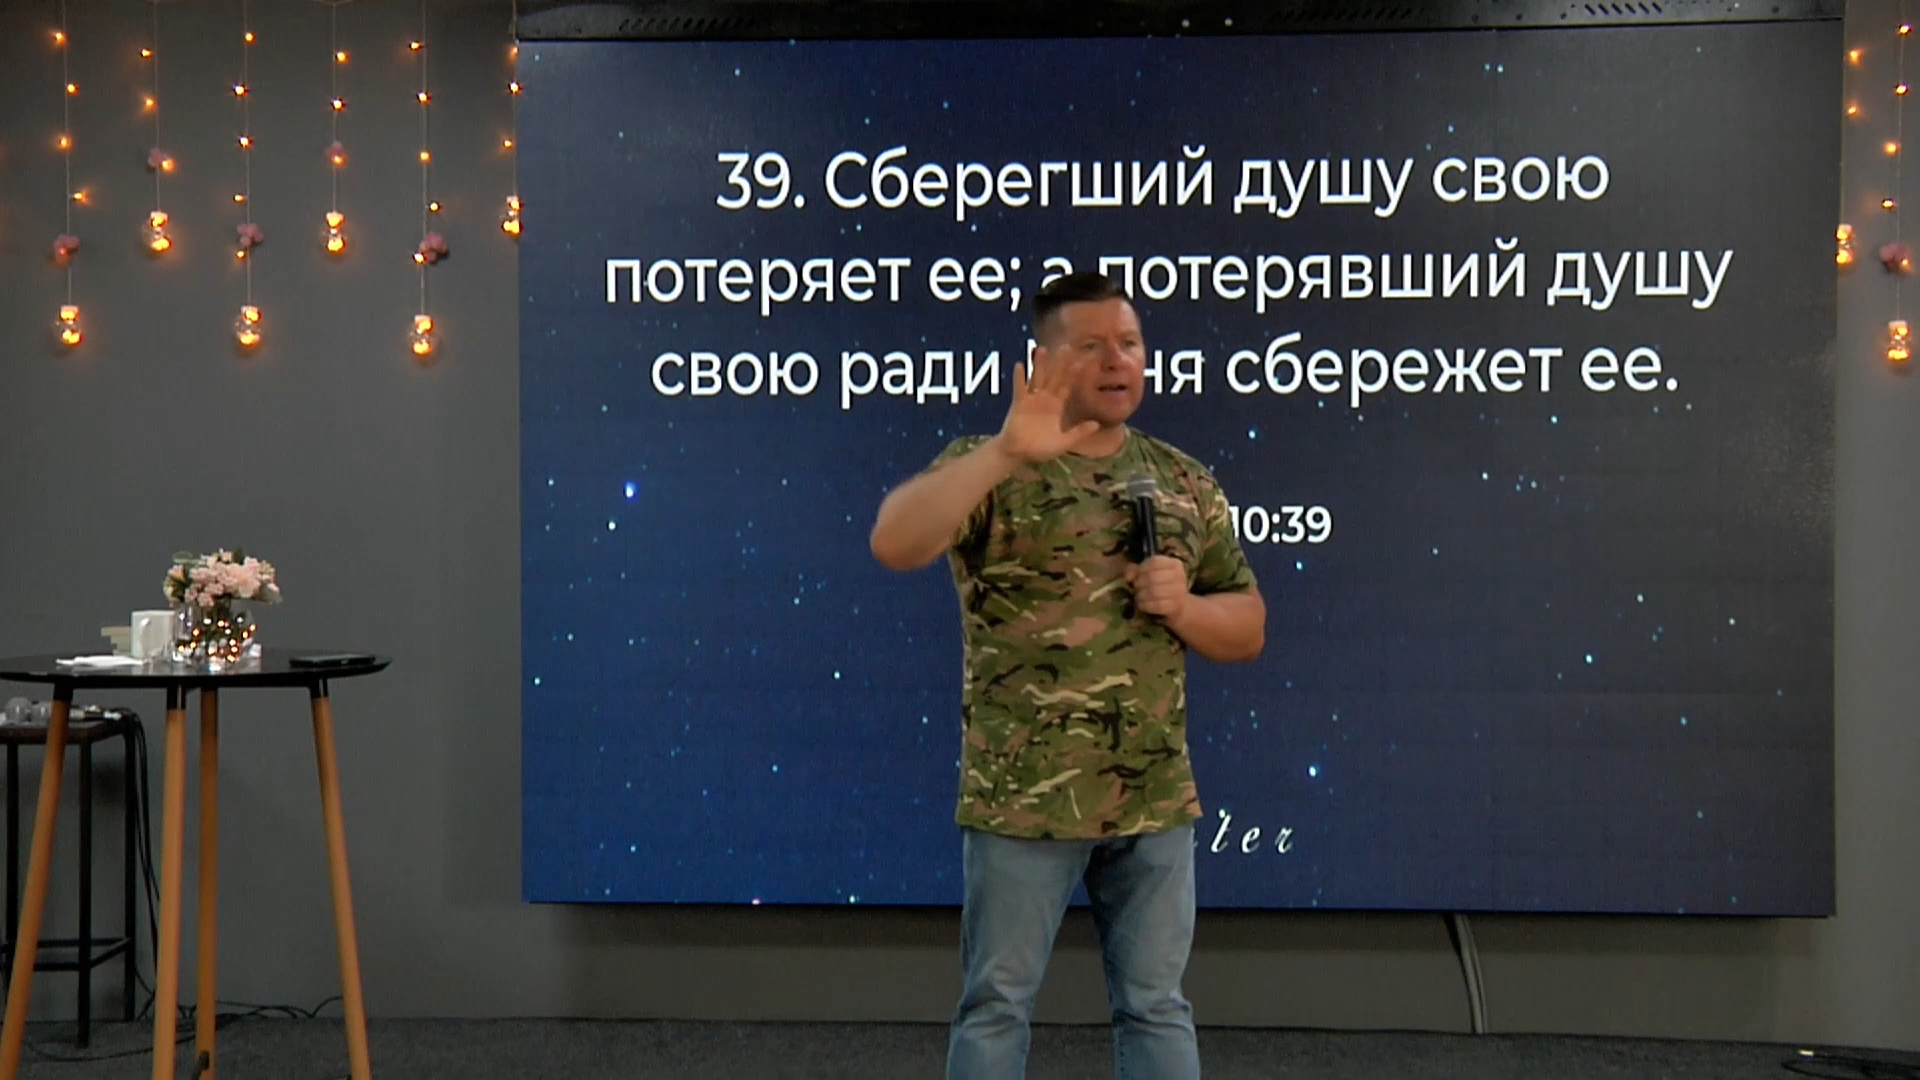 39. Сберегший душу свою
потеряет ее; а потерявший душу
свою ради сбережет ее.
10:39